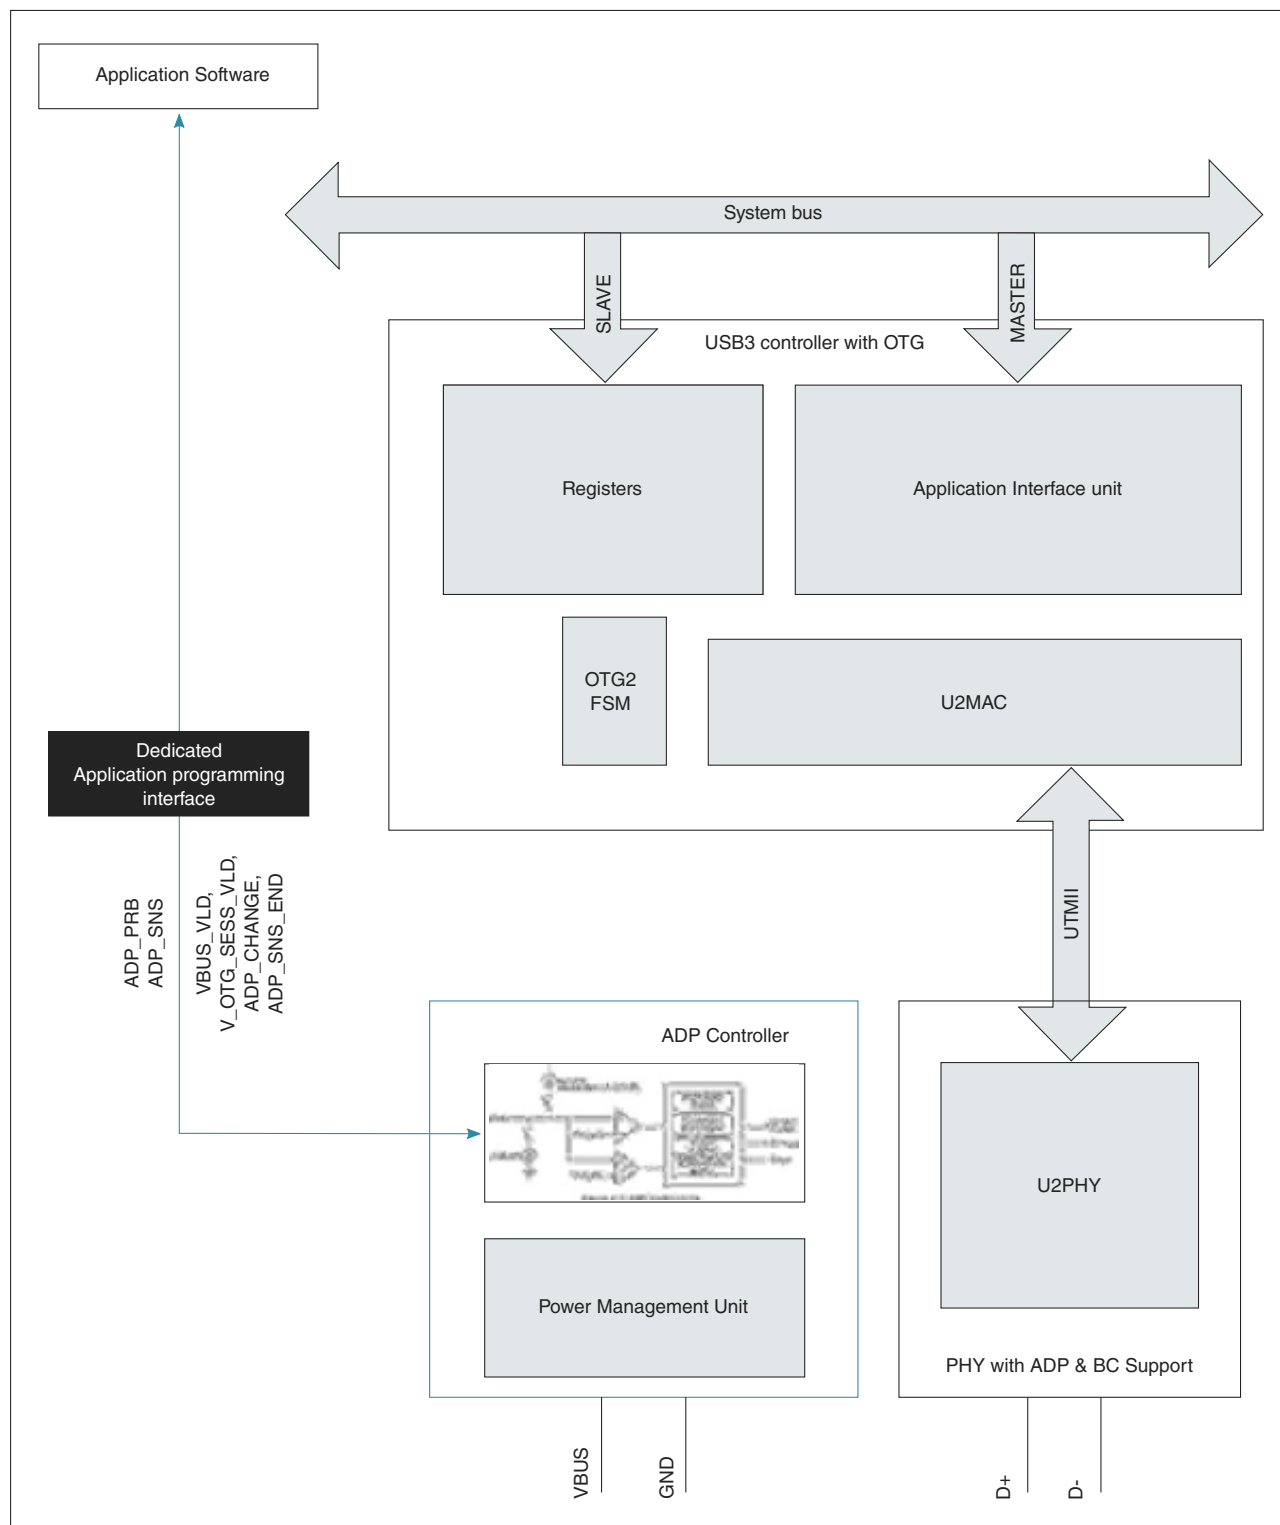 Application Software
System bus
SLAVE
MASTER
USB3 controller with OTG
Registers
Application Interface unit
OTG2
FSM
U2MAC
Dedicated
Application programming
interface
ADP_PRB
ADP_SNS
VBUS_VLD,
V_OTG_SESS_VLD,
ADP_CHANGE,
ADP_SNS_END
UTMII
ADP Controller
Power Management Unit
U2PHY
PHY with ADP & BC Support
VBUS
GND
D+
D-